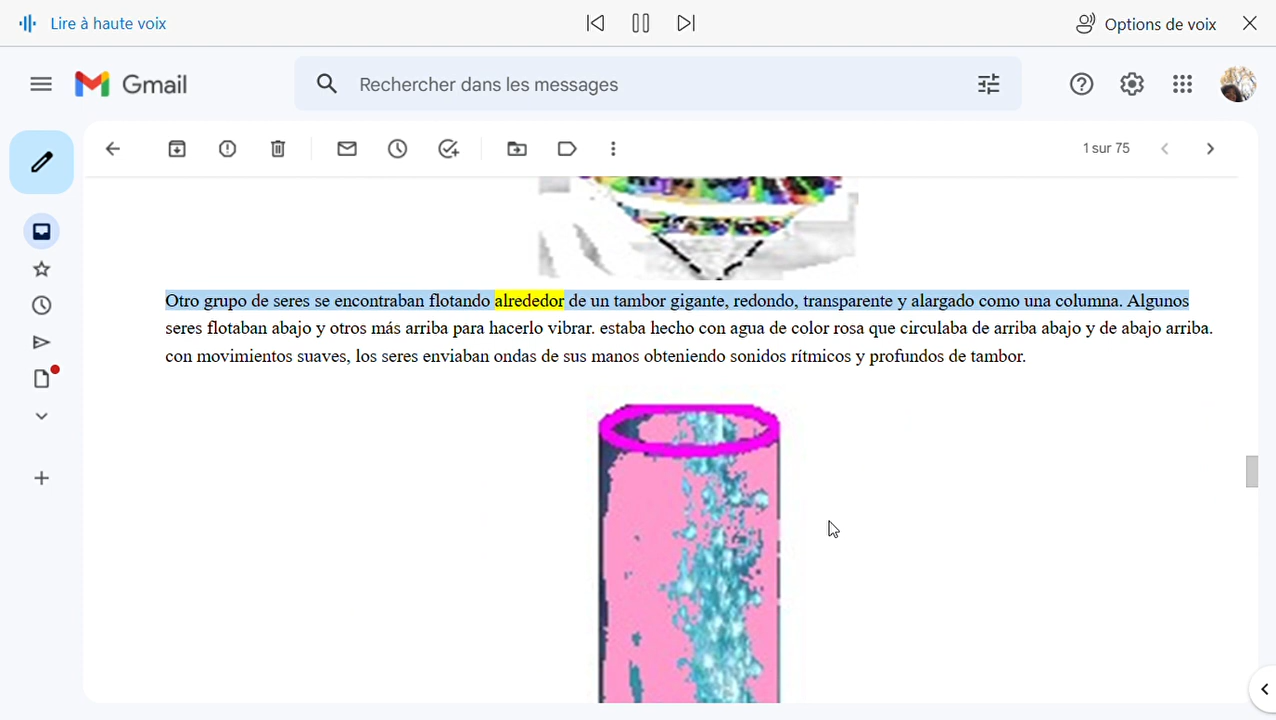 Lire à haute voix
Options de voix
Gmail
Rechercher dans les messages
1 sur 75
Otro grupo de seres se encontraban flotando alrededor de un tambor gigante, redondo, transparente y alargado como una columna. Algunos
seres flotaban abajo y otros más arriba para hacerlo vibrar. estaba hecho con agua de color rosa que circulaba de arriba abajo y de abajo arriba.
con movimientos suaves, los seres enviaban ondas de sus manos obteniendo sonidos rítmicos y profundos de tambor.